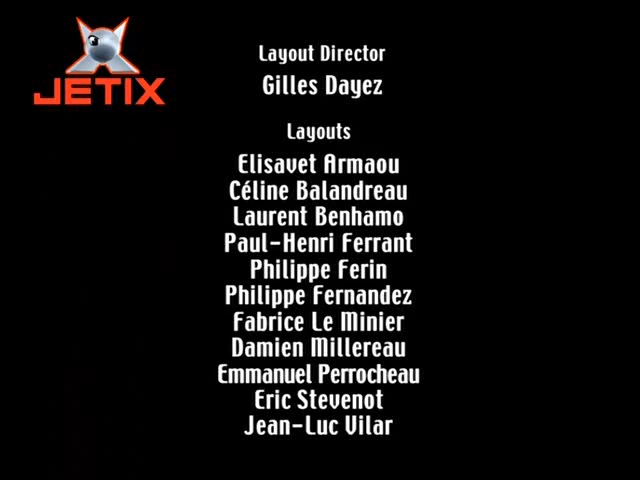 JETIX
Layout Director
Gilles Dayez
Layouts
Elisavet Armaou
Céline Balandreau
Laurent Benhamo
Paul-Henri Ferrant
Philippe Ferin
Philippe Fernandez
Fabrice Le Minier
Damien Millereau
Emmanuel Perrocheau
Eric Stevenot
Jean-Luc Vilar